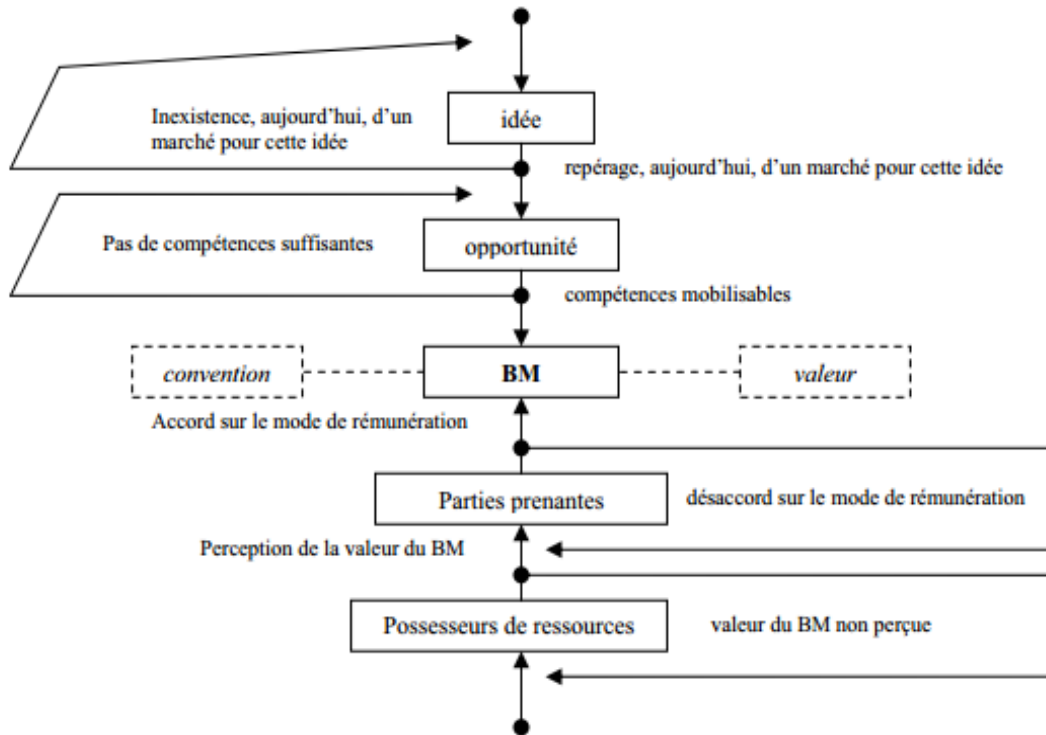 idée
Inexistence, aujourd'hui, d'un
marché pour cette idée
repérage, aujourd'hui, d'un marché pour cette idée
opportunité
Pas de compétences suffisantes
compétences mobilisables
convention
BM
valeur
Accord sur le mode de rémunération
Parties prenantes
désaccord sur le mode de rémunération
Perception de la valeur du BM
Possesseurs de ressources
valeur du BM non perçue